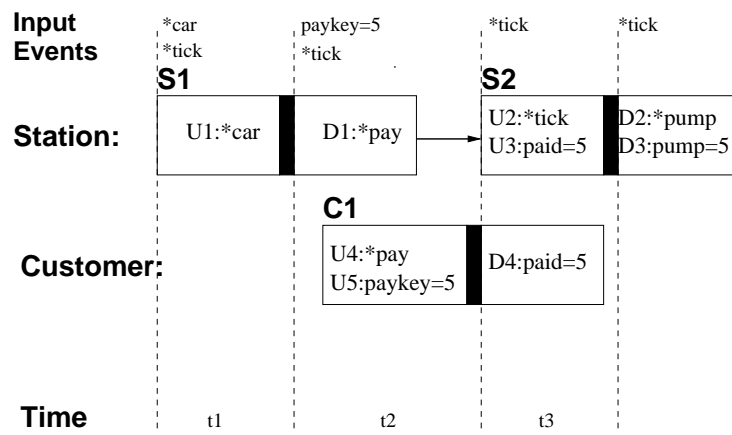 Input Events
*car
*tick
paykey=5
*tick
*tick
*tick
S1
S2
Station:
U1:*car
D1:*pay
U2:*tick
U3:paid=5
D2:*pump
D3:pump=5
C1
Customer:
U4:*pay
U5:paykey=5
D4:paid=5
Time
t1
t2
t3